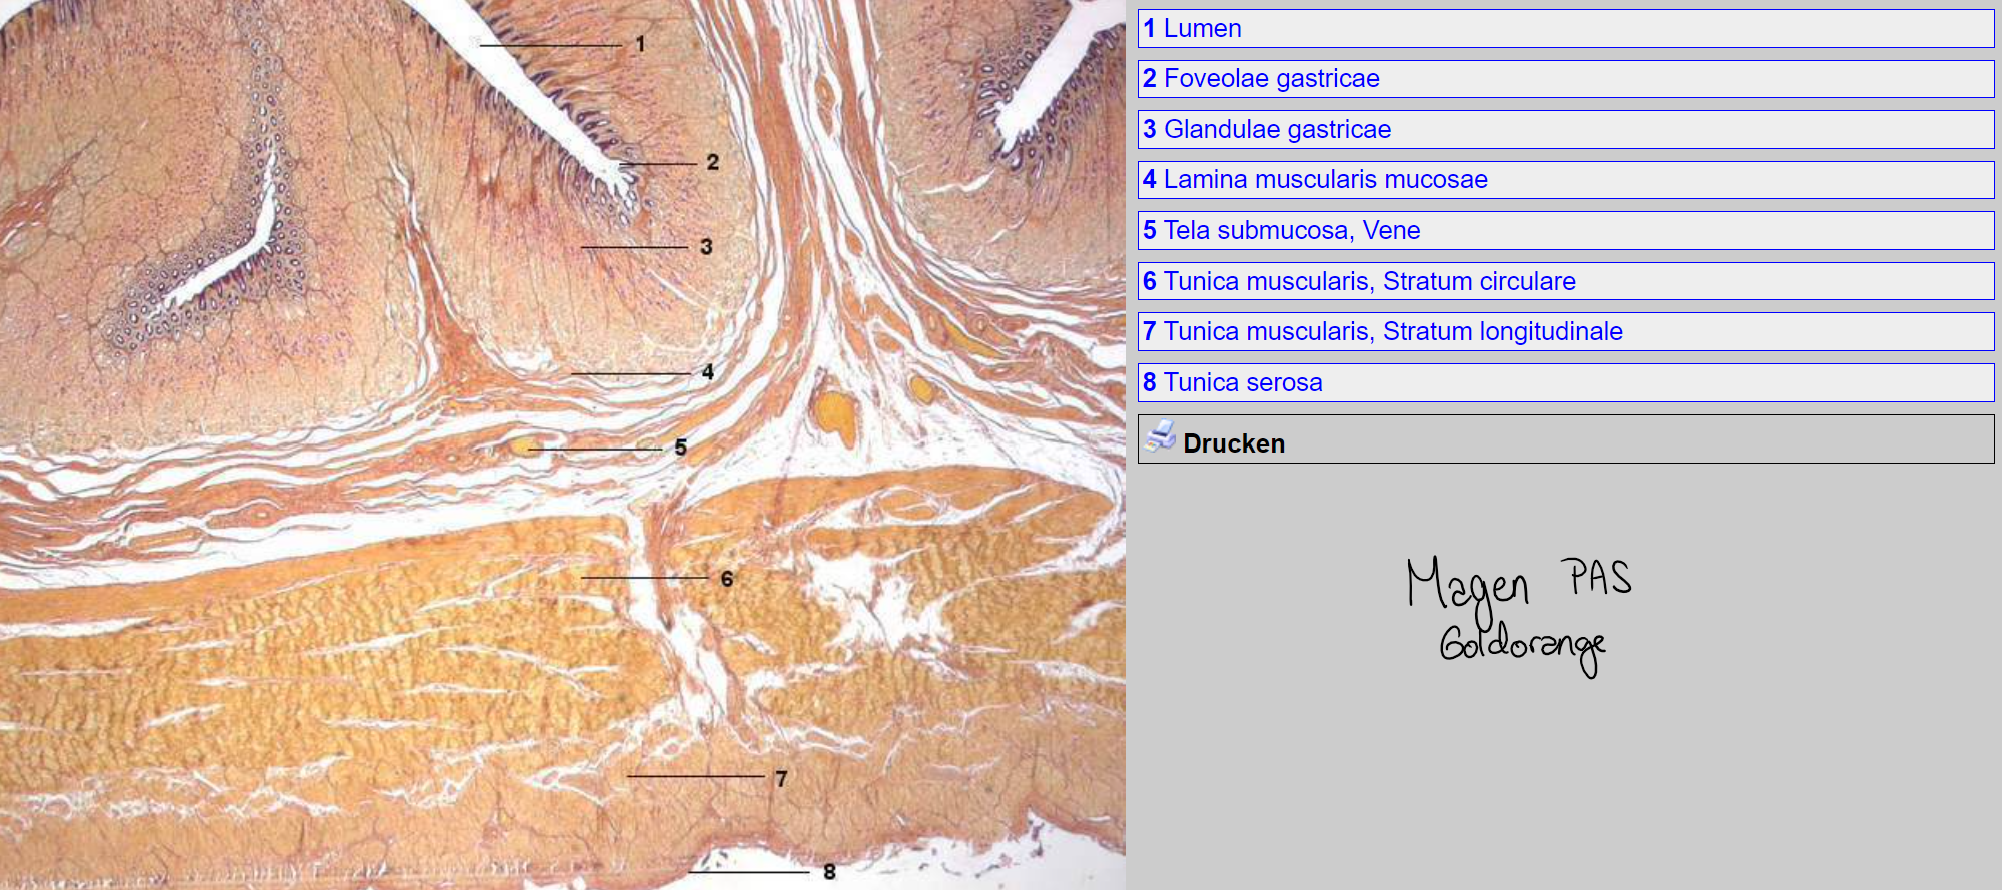 1
2
3
4
5
6
7
8
1 Lumen
2 Foveolae gastricae
3 Glandulae gastricae
4 Lamina muscularis mucosae
5 Tela submucosa, Vene
6 Tunica muscularis, Stratum circulare
7 Tunica muscularis, Stratum longitudinale
8 Tunica serosa
Drucken
Magen PAS
Goldorange